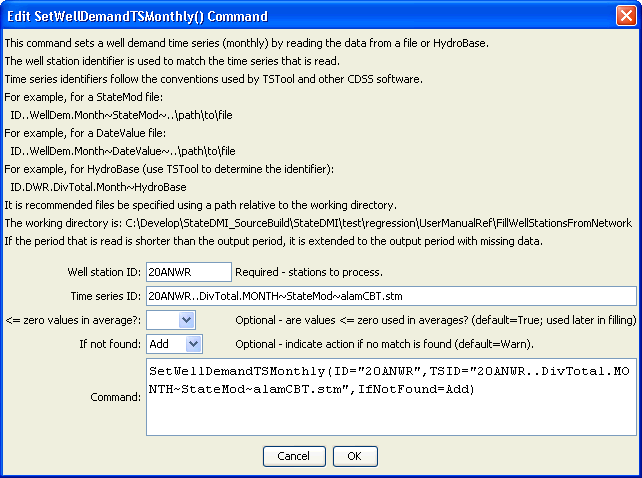 Edit SetWellDemandTSMonthly() Command
This command sets a well demand time series (monthly) by reading the data from a file or HydroBase.
The well station identifier is used to match the time series that is read.
Time series identifiers follow the conventions used by TSTool and other CDSS software.
For example, for a StateMod file:
ID..WellDem.Month~StateMod~..\path\to\file
For example, for a DateValue file:
ID..WellDem.Month~DateValue~..\path\to\file
For example, for HydroBase (use TSTool to determine the identifier):
ID.DWR.DivTotal.Month~HydroBase
It is recommended files be specified using a path relative to the working directory.
The working directory is: C:\Develop\StateDMI_SourceBuild\StateDMI\test\regression\UserManualRef\FillWellStationsFromNetwork
If the period that is read is shorter than the output period, it is extended to the output period with missing data.
Well station ID: 20ANWR Required - stations to process.
Time series ID: 20ANWR..DivTotal.MONTH~StateMod~alamCBT.stm
<= zero values in average?: Optional - are values <= zero used in averages? (default=True; used later in filling)
If not found: Add Optional - indicate action if no match is found (default=Warn).
Command: SetWellDemandTSMonthly(ID="20ANWR",TSID="20ANWR..DivTotal.MO
NTH~StateMod~alamCBT.stm",IfNotFound=Add)
Cancel OK